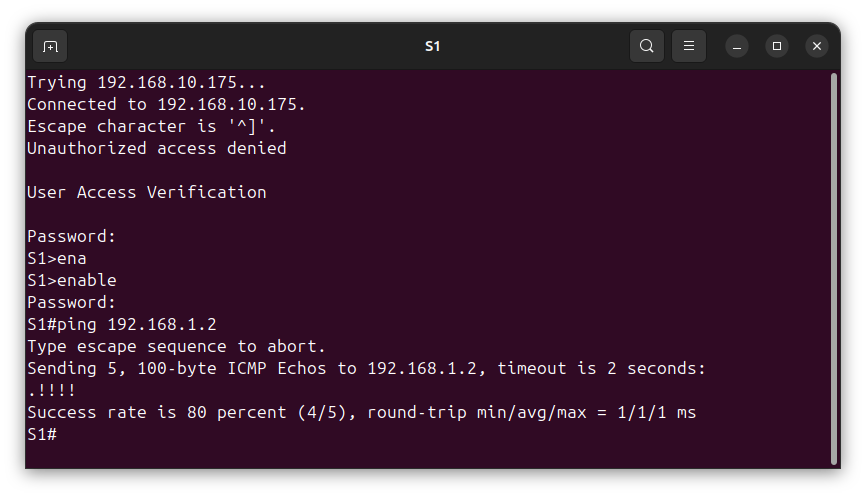 S1
Trying 192.168.10.175...
Connected to 192.168.10.175.
Escape character is '^]'.
Unauthorized access denied
User Access Verification
Password:
S1>ena
S1>enable
Password:
S1#ping 192.168.1.2
Type escape sequence to abort.
Sending 5, 100-byte ICMP Echos to 192.168.1.2, timeout is 2 seconds:
.!!!!
Success rate is 80 percent (4/5), round-trip min/avg/max = 1/1/1 ms
S1#